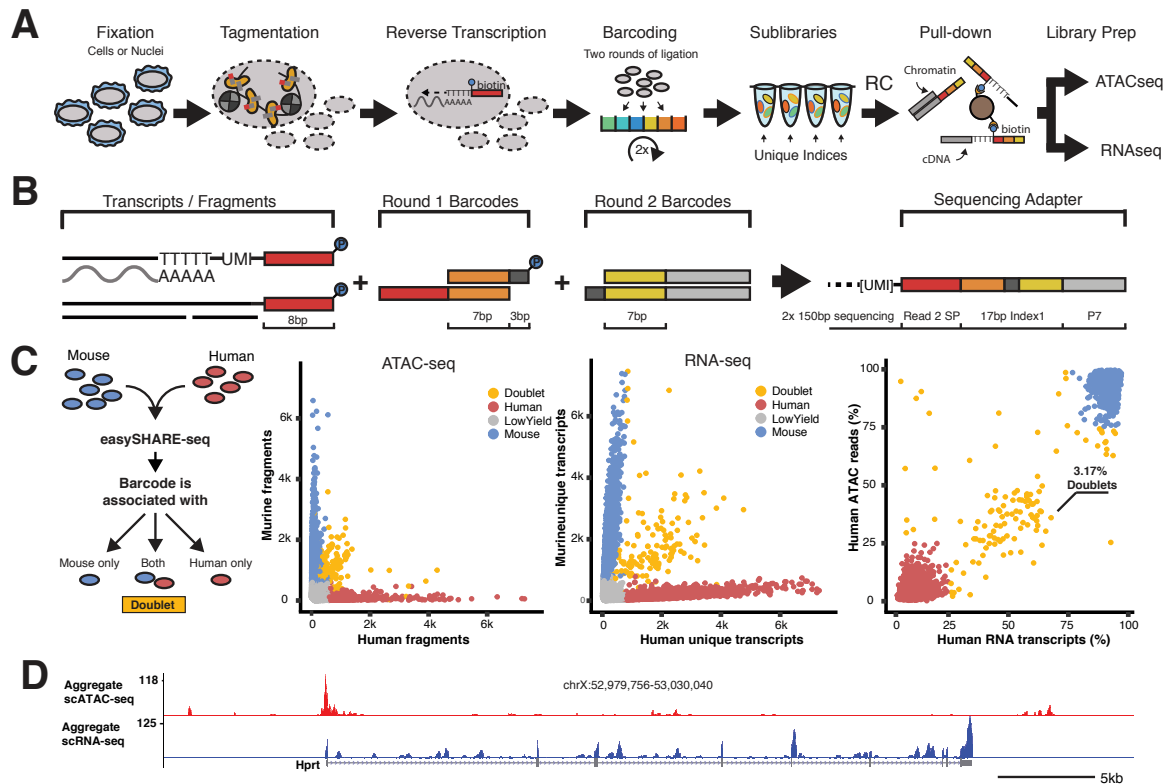 A
Fixation
Cells or Nuclei
Tagmentation
Reverse Transcription
biotin
TTTTT
AAAAA
Barcoding
Two rounds of ligation
2x
Sublibraries
Unique Indices
RC
Pull-down
Chromatin
biotin
cDNA
Library Prep
ATACseq
RNAseq
B
Transcripts / Fragments
Round 1 Barcodes
Round 2 Barcodes
Sequencing Adapter
TTTTT
UMI
P
AAAAA
P
8bp
+
P
7bp
3bp
+
7bp
[UMI]
2x 150bp sequencing
Read 2 SP
17bp Index1
P7
C
Mouse
Human
easySHARE-seq
Barcode is
associated with
Mouse only
Both
Human only
Doublet
ATAC-seq
Doublet
Human
LowYield
Mouse
Murine fragments
6k
4k
2k
0
0
2k
4k
6k
Human fragments
RNA-seq
Doublet
Human
LowYield
Mouse
Murineunique transcripts
6k
4k
2k
0
0
2k
4k
6k
Human unique transcripts
Human ATAC reads (%)
100
75
50
25
0
3.17%
Doublets
0
25
50
75
100
Human RNA transcripts (%)
D
Aggregate
scATAC-seq
118
chrX:52,979,756-53,030,040
Aggregate
scRNA-seq
125
Hprt
5kb